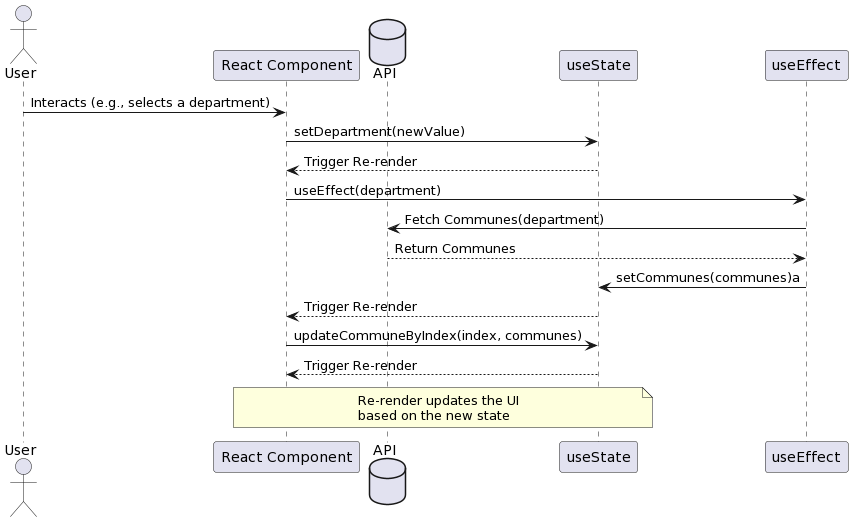 User
React Component
API
useState
useEffect
Interacts (e.g., selects a department)
setDepartment(newValue)
Trigger Re-render
useEffect(department)
Fetch Communes(department)
Return Communes
setCommunes(communes)a
Trigger Re-render
updateCommuneByIndex(index, communes)
Trigger Re-render
Re-render updates the UI
based on the new state
User
React Component
API
useState
useEffect